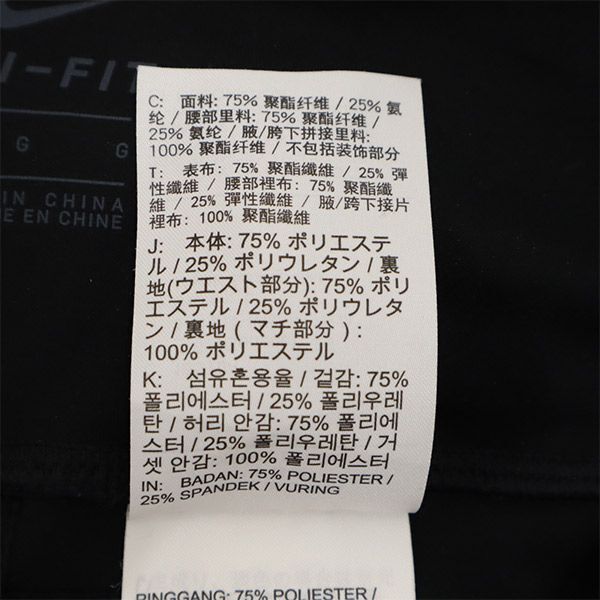 I-FIT
G G
IN CHINA
EN CHINE
C: 面料: 75% 聚酯纤维 / 25% 氨
纶 / 腰部里料: 75% 聚酯纤维 /
25% 氨纶 / 腋/胯下拼接里料:
100% 聚酯纤维 / 不包括装饰部分
T: 表布: 75% 聚酯纖維 / 25% 彈
性纖維 / 腰部裡布: 75% 聚酯纖
維 / 25% 彈性纖維 / 腋/跨下接片
裡布: 100% 聚酯纖維
J: 本体: 75% ポリエステ
ル / 25% ポリウレタン / 裏
地(ウエスト部分): 75% ポリ
エステル / 25% ポリウレタ
ン / 裏地 ( マチ部分 ) :
100% ポリエステル
K: 섬유혼용율 / 겉감: 75%
폴리에스터 / 25% 폴리우레
탄 / 허리 안감: 75% 폴리에
스터 / 25% 폴리우레탄 / 거
셋 안감: 100% 폴리에스터
IN: BADAN: 75% POLIESTER /
25% SPANDEK / VURING
PINGGANG: 75% POLIESTER /